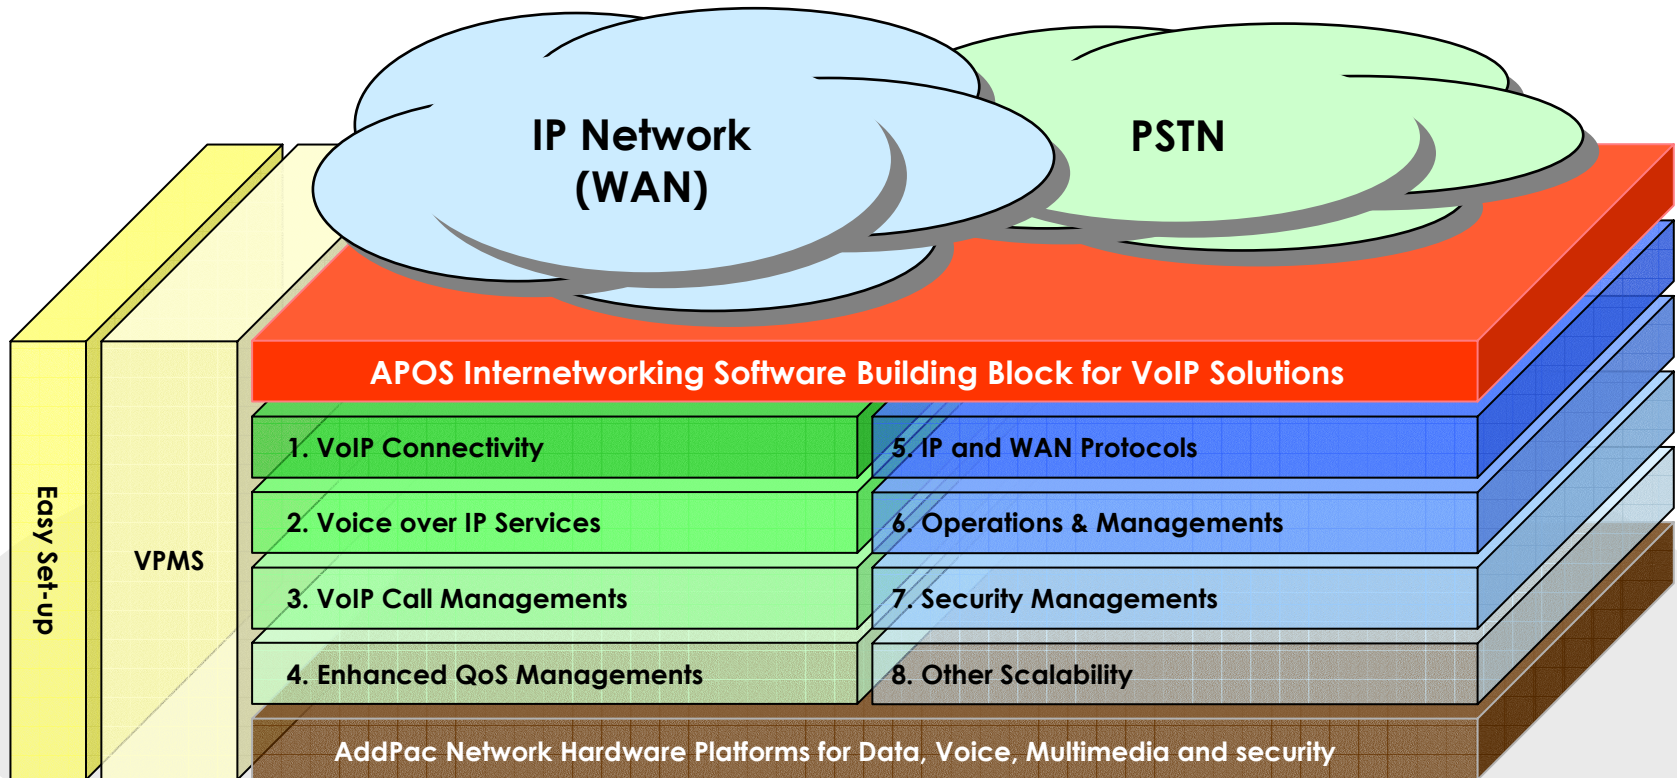 IP Network
(WAN)
PSTN
APOS Internetworking Software Building Block for VoIP Solutions
1. VoIP Connectivity
2. Voice over IP Services
3. VoIP Call Managements
4. Enhanced QoS Managements
5. IP and WAN Protocols
6. Operations & Managements
7. Security Managements
8. Other Scalability
Easy Set-up
VPMS
AddPac Network Hardware Platforms for Data, Voice, Multimedia and security